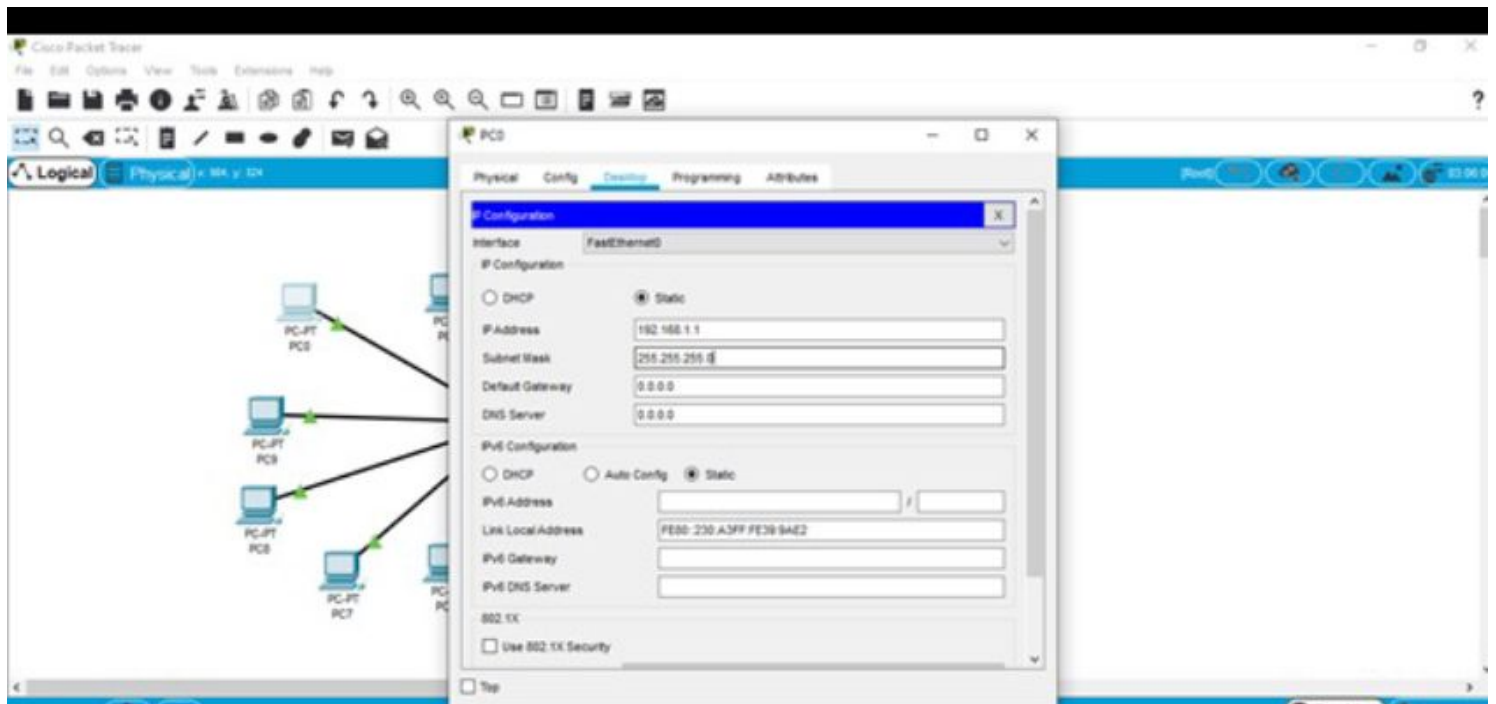 Cisco Packet Tracer
File Edit Options View Tools Extensions Help
?
PC0
Logical Physical x: 984, y: 324
[Root]
Physical Config Desktop Programming Attributes
IP Configuration X
Interface FastEthernet0
IP Configuration
DHCP Static
IP Address 192.168.1.1
Subnet Mask 255.255.255.0
Default Gateway 0.0.0.0
DNS Server 0.0.0.0
IPv6 Configuration
DHCP Auto Config Static
IPv6 Address /
Link Local Address FE80::230:A3FF:FE39:9AE2
IPv6 Gateway
IPv6 DNS Server
802.1X
Use 802.1X Security
Top
PC-PT
PC0
PC-PT
PC9
PC-PT
PC8
PC-PT
PC7